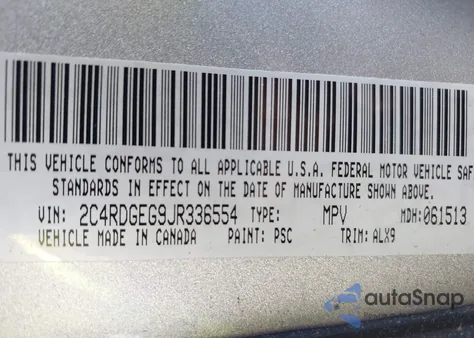 THIS VEHICLE CONFORMS TO ALL APPLICABLE U.S.A. FEDERAL MOTOR VEHICLE SAF
STANDARDS IN EFFECT ON THE DATE OF MANUFACTURE SHOWN ABOVE.
VIN: 2C4RDGEG9JR336554 TYPE: MPV MDH:061513
VEHICLE MADE IN CANADA PAINT: PSC TRIM: ALX9
autaSnap